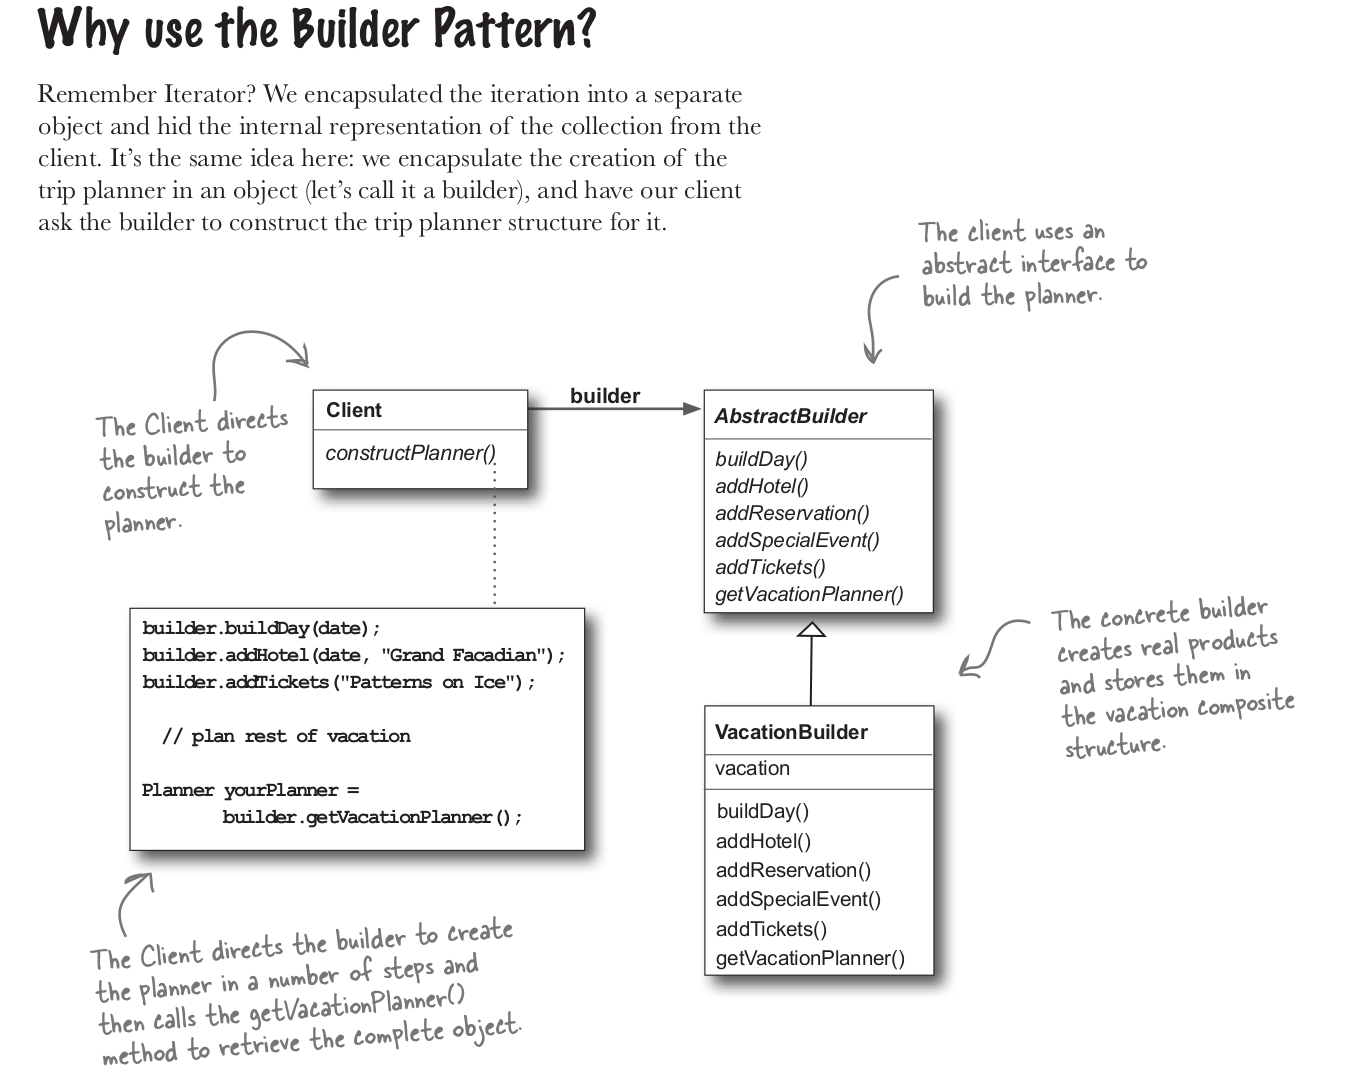 Why use the Builder Pattern?
Remember Iterator? We encapsulated the iteration into a separate
object and hid the internal representation of the collection from the
client. It's the same idea here: we encapsulate the creation of the
trip planner in an object (let's call it a builder), and have our client
ask the builder to construct the trip planner structure for it.
The client uses an
abstract interface to
build the planner.
The Client directs
the builder to
construct the
planner.
Client
constructPlanner()
builder
AbstractBuilder
buildDay()
addHotel()
addReservation()
addSpecialEvent()
addTickets()
getVacationPlanner()
builder.buildDay(date);
builder.addHotel(date, "Grand Facadian");
builder.addTickets("Patterns on Ice");
// plan rest of vacation
Planner yourPlanner =
builder.getVacationPlanner();
The concrete builder
creates real products
and stores them in
the vacation composite
structure.
VacationBuilder
vacation
buildDay()
addHotel()
addReservation()
addSpecialEvent()
addTickets()
getVacationPlanner()
The Client directs the builder to create
the planner in a number of steps and
then calls the getVacationPlanner()
method to retrieve the complete object.